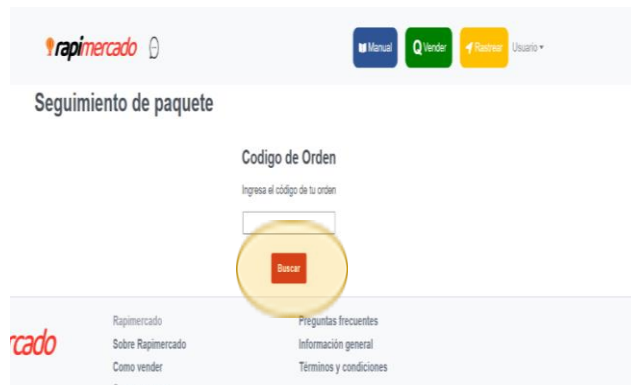 rapimercado
Manual
Vender
Rastrear
Usuario
Seguimiento de paquete
Codigo de Orden
Ingresa el código de tu orden
Buscar
rcado
Rapimercado
Sobre Rapimercado
Como vender
Preguntas frecuentes
Información general
Términos y condiciones